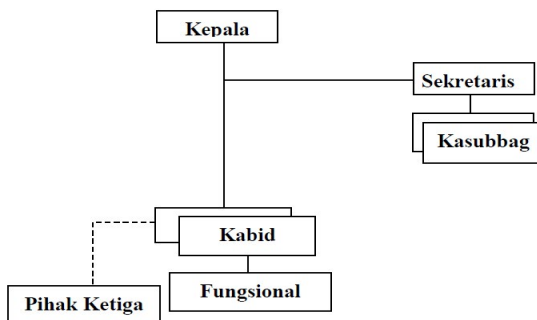 Kepala
Sekretaris
Kasubbag
Kabid
Fungsional
Pihak Ketiga